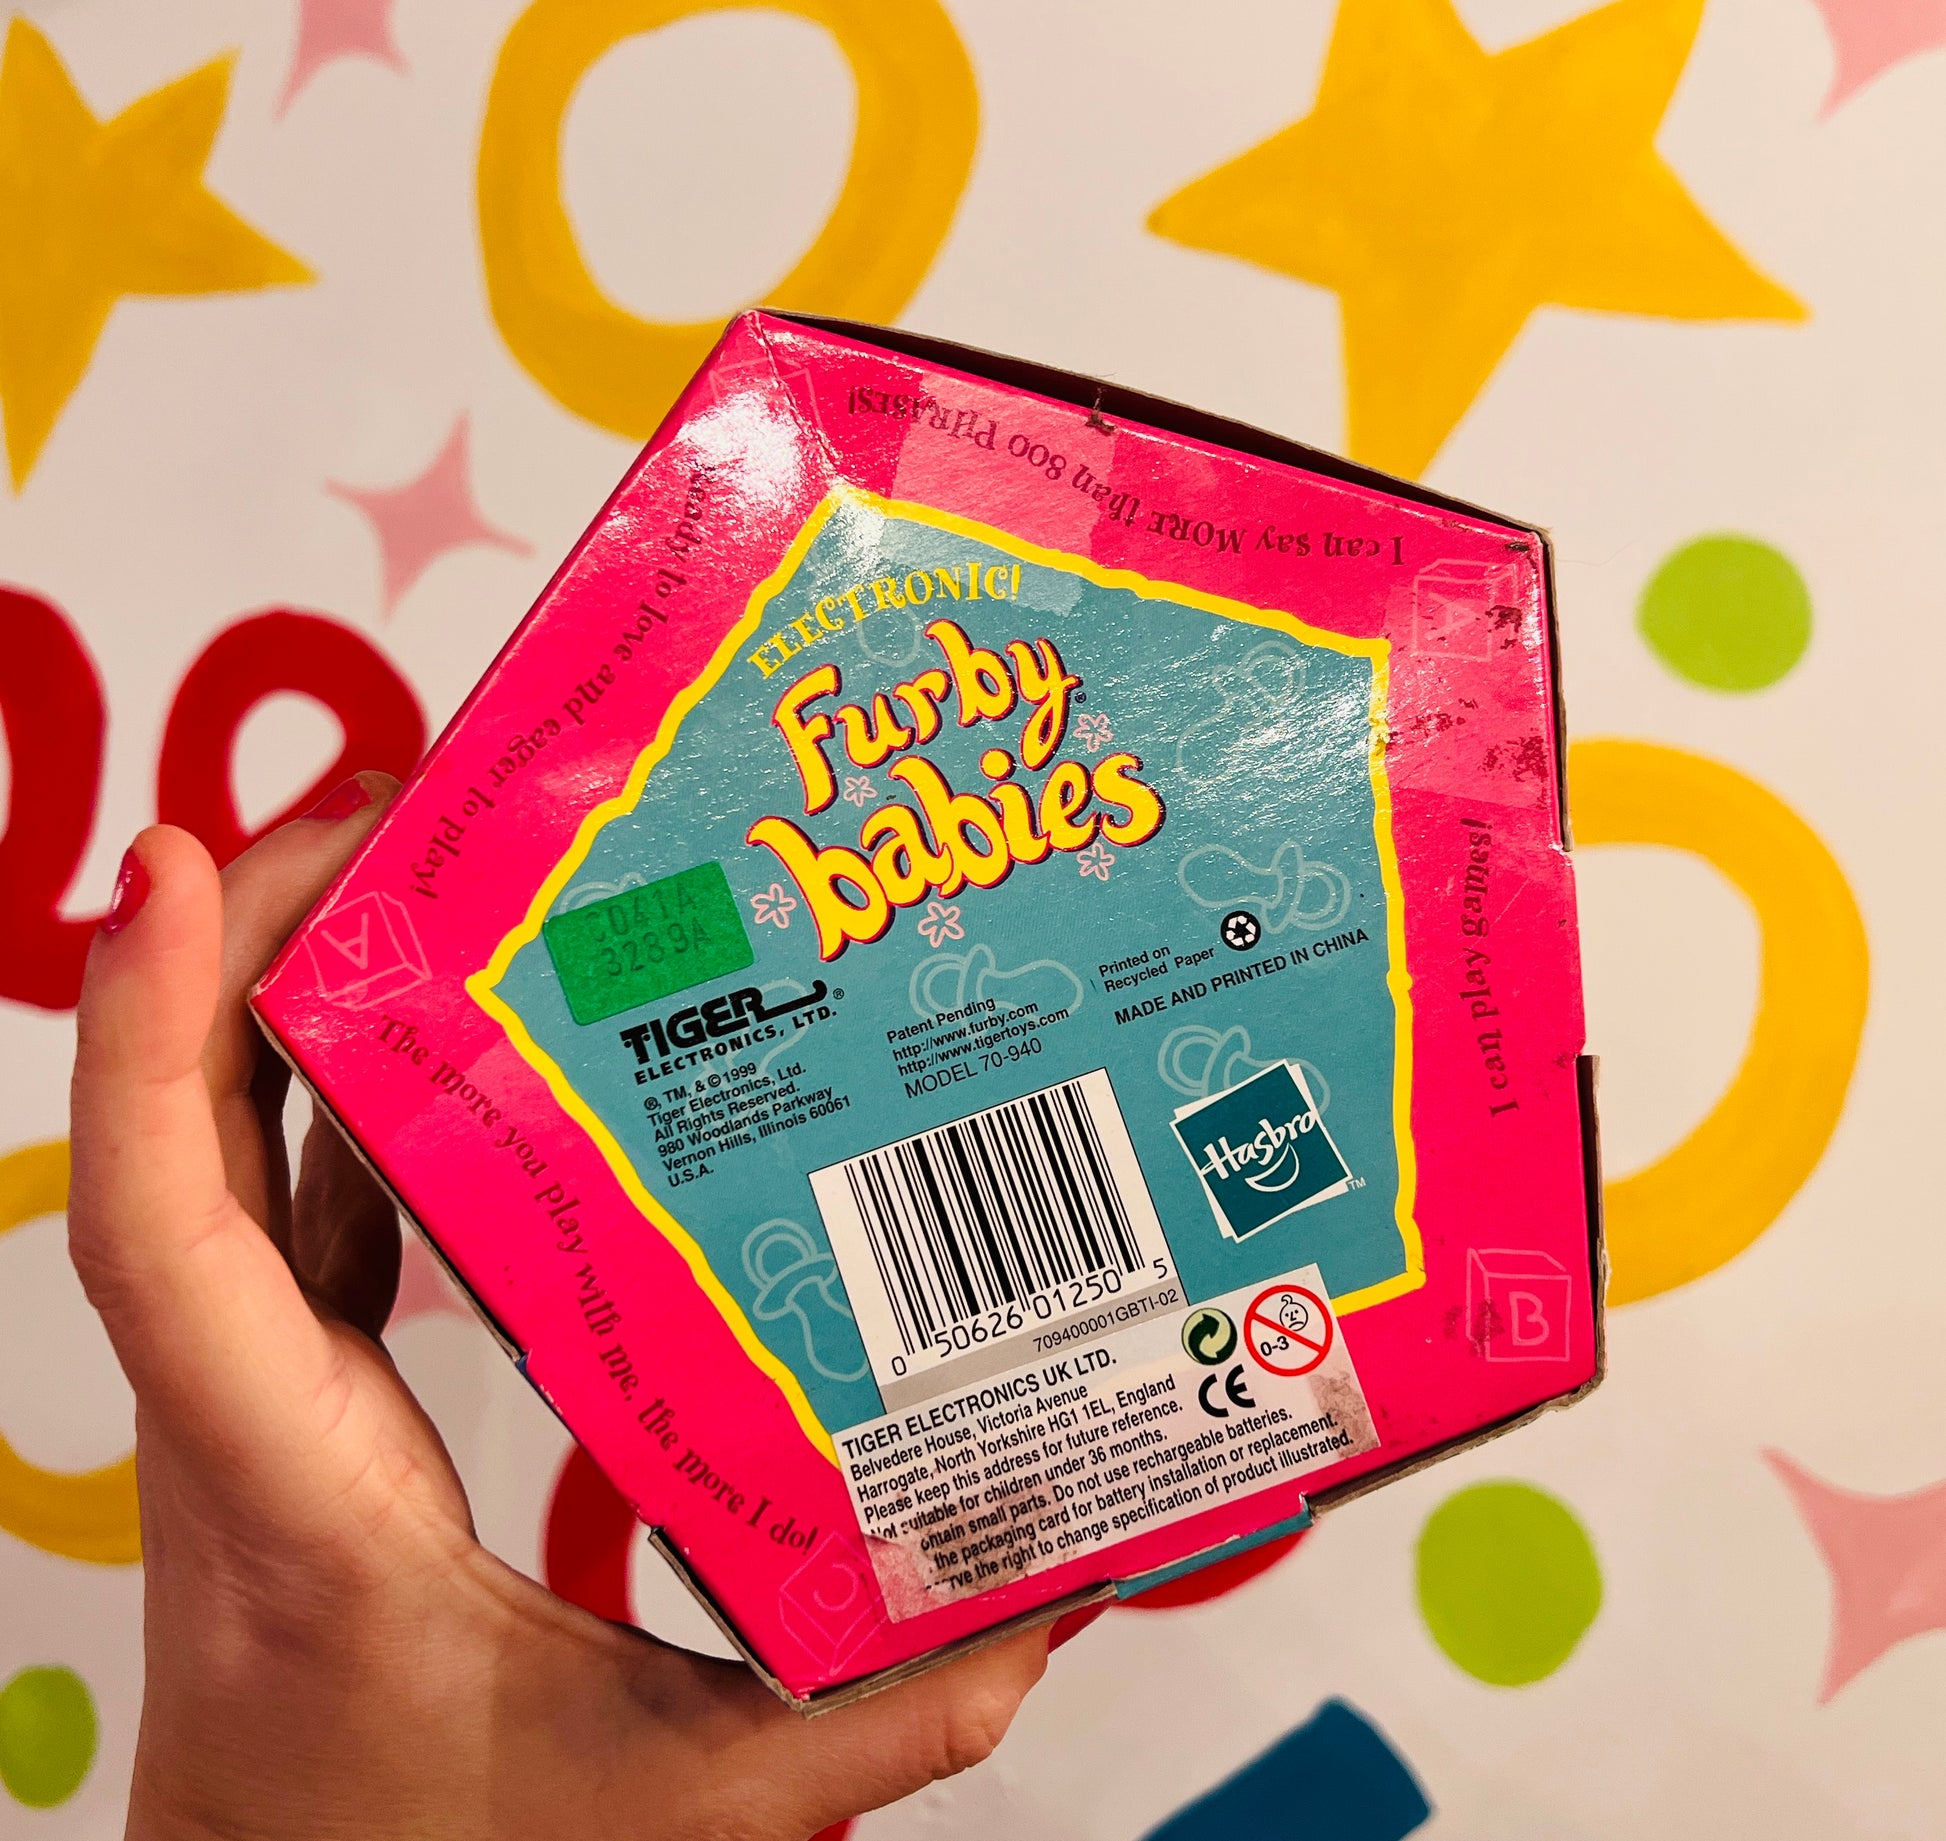 I can say MORE than 800 PHRASES!
Ready to love and eager to play!
I can play games!
The more you play with me, the more I do!
A
A
B
C
ELECTRONIC!
Furby®
babies
C041A
3289A
TIGER®
ELECTRONICS, LTD.
®, TM, & © 1999
Tiger Electronics, Ltd.
All Rights Reserved.
980 Woodlands Parkway
Vernon Hills, Illinois 60061
U.S.A.
Patent Pending
http://www.furby.com
http://www.tigertoys.com
MODEL 70-940
Printed on
Recycled Paper
MADE AND PRINTED IN CHINA
Hasbro
TM
0 50626 01250 5
709400001GBTI-02
TIGER ELECTRONICS UK LTD.
Belvedere House, Victoria Avenue
Harrogate, North Yorkshire HG1 1EL, England
Please keep this address for future reference.
Not suitable for children under 36 months.
small parts. Do not use rechargeable batteries.
the packaging card for battery installation or replacement.
the right to change specification of product illustrated.
0-3
CE